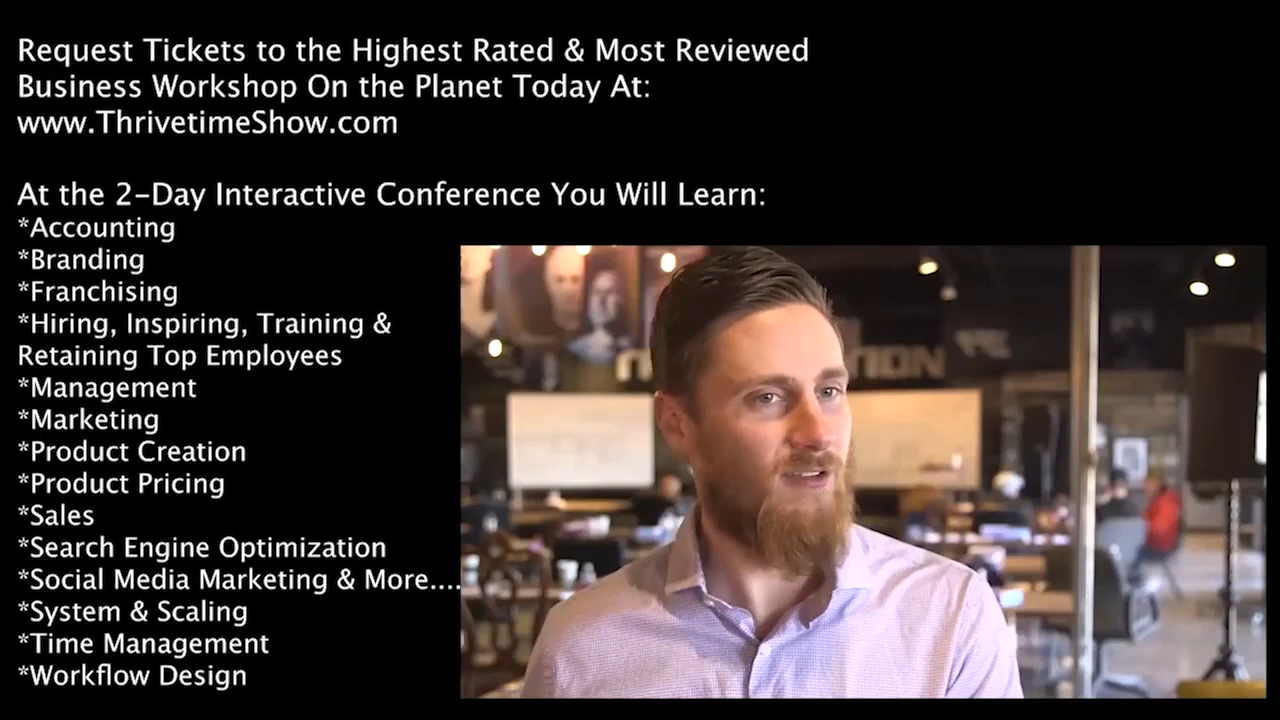 Request Tickets to the Highest Rated & Most Reviewed
Business Workshop On the Planet Today At:
www.ThrivetimeShow.com
At the 2-Day Interactive Conference You Will Learn:
*Accounting
*Branding
*Franchising
*Hiring, Inspiring, Training &
Retaining Top Employees
*Management
*Marketing
*Product Creation
*Product Pricing
*Sales
*Search Engine Optimization
*Social Media Marketing & More....
*System & Scaling
*Time Management
*Workflow Design